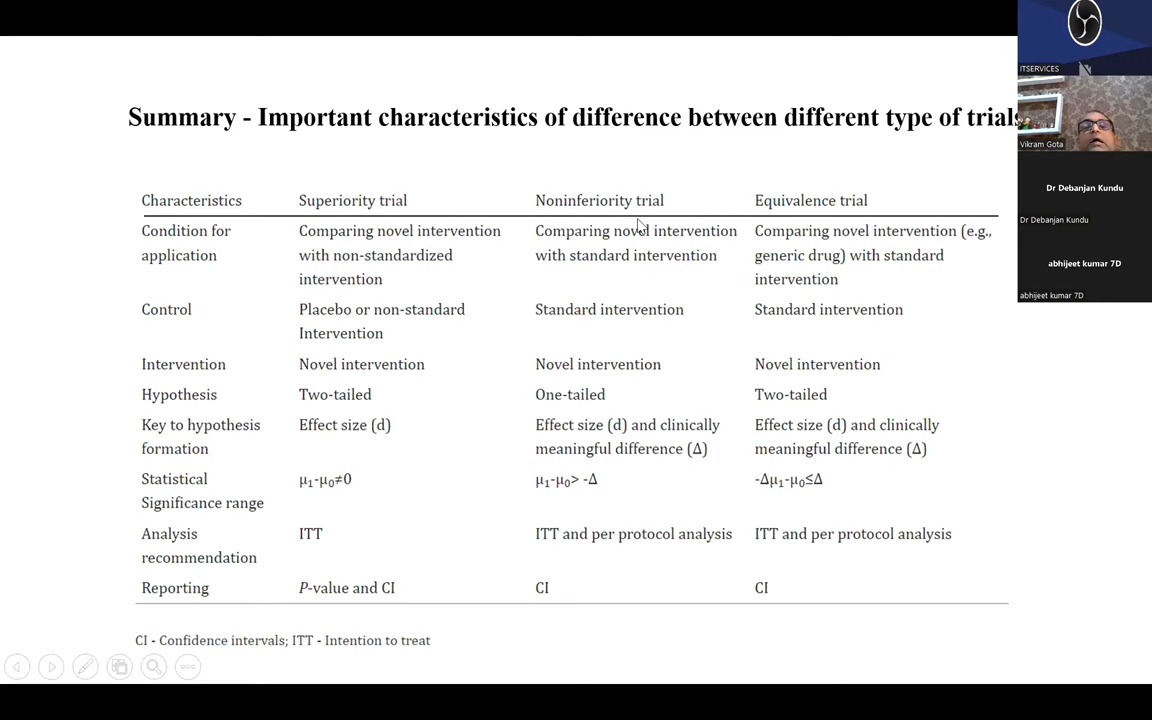 ITSERVICES
Summary - Important characteristics of difference between different type of trials
Vikram Gota
Dr Debanjan Kundu
Dr Debanjan Kundu
abhijeet kumar 7D
abhijeet kumar 7D
Characteristics Superiority trial Noninferiority trial Equivalence trial
Condition for Comparing novel intervention Comparing novel intervention Comparing novel intervention (e.g.,
application with non-standardized with standard intervention generic drug) with standard
intervention intervention
Control Placebo or non-standard Standard intervention Standard intervention
Intervention
Intervention Novel intervention Novel intervention Novel intervention
Hypothesis Two-tailed One-tailed Two-tailed
Key to hypothesis Effect size (d) Effect size (d) and clinically Effect size (d) and clinically
formation meaningful difference (Δ) meaningful difference (Δ)
Statistical μ₁-μ₀≠0 μ₁-μ₀> -Δ -Δμ₁-μ₀≤Δ
Significance range
Analysis ITT ITT and per protocol analysis ITT and per protocol analysis
recommendation
Reporting P-value and CI CI CI
CI - Confidence intervals; ITT - Intention to treat